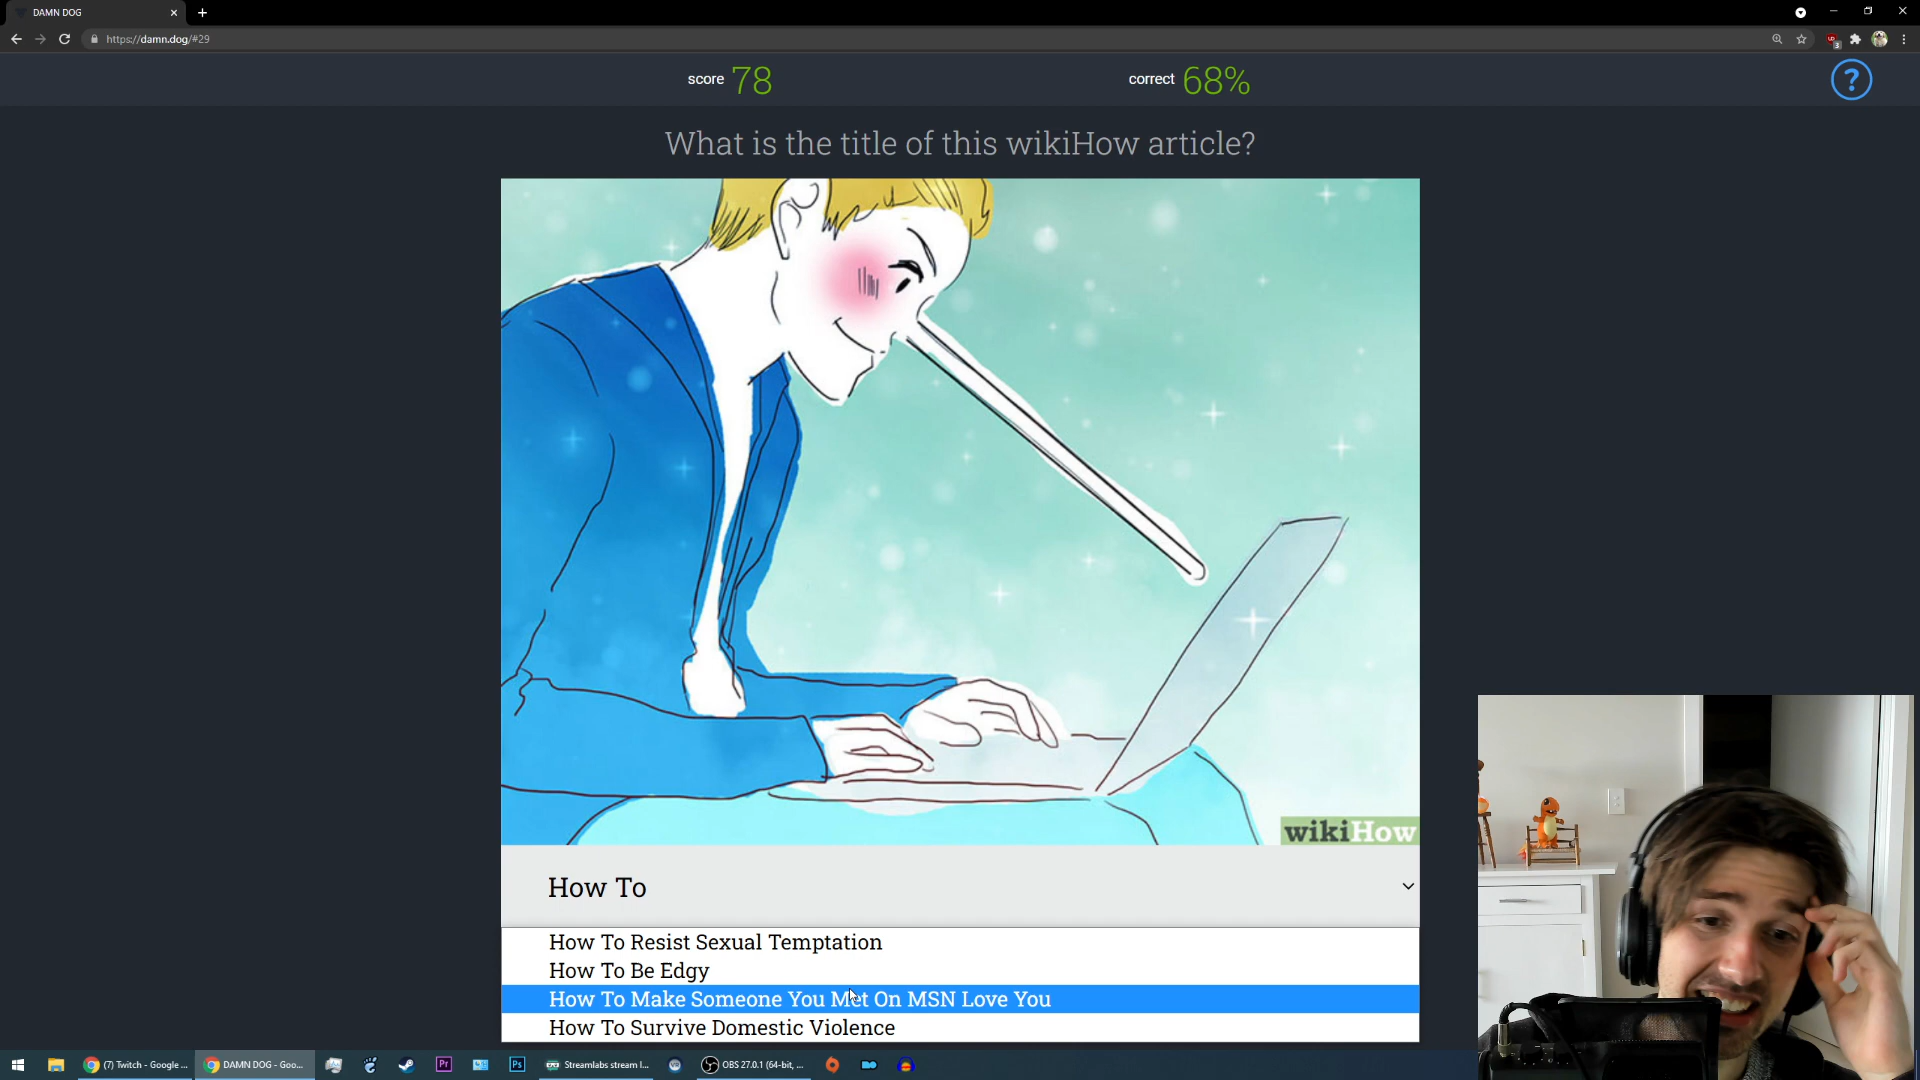 DAMN DOG
https://damn.dog/#29
score 78
correct 68%
?
What is the title of this wikiHow article?
wikiHow
How To
How To Resist Sexual Temptation
How To Be Edgy
How To Make Someone You Met On MSN Love You
How To Survive Domestic Violence
(7) Twitch - Google ...
DAMN DOG - Goo...
Pr
Ps
Streamlabs stream l...
OBS 27.0.1 (64-bit, ...